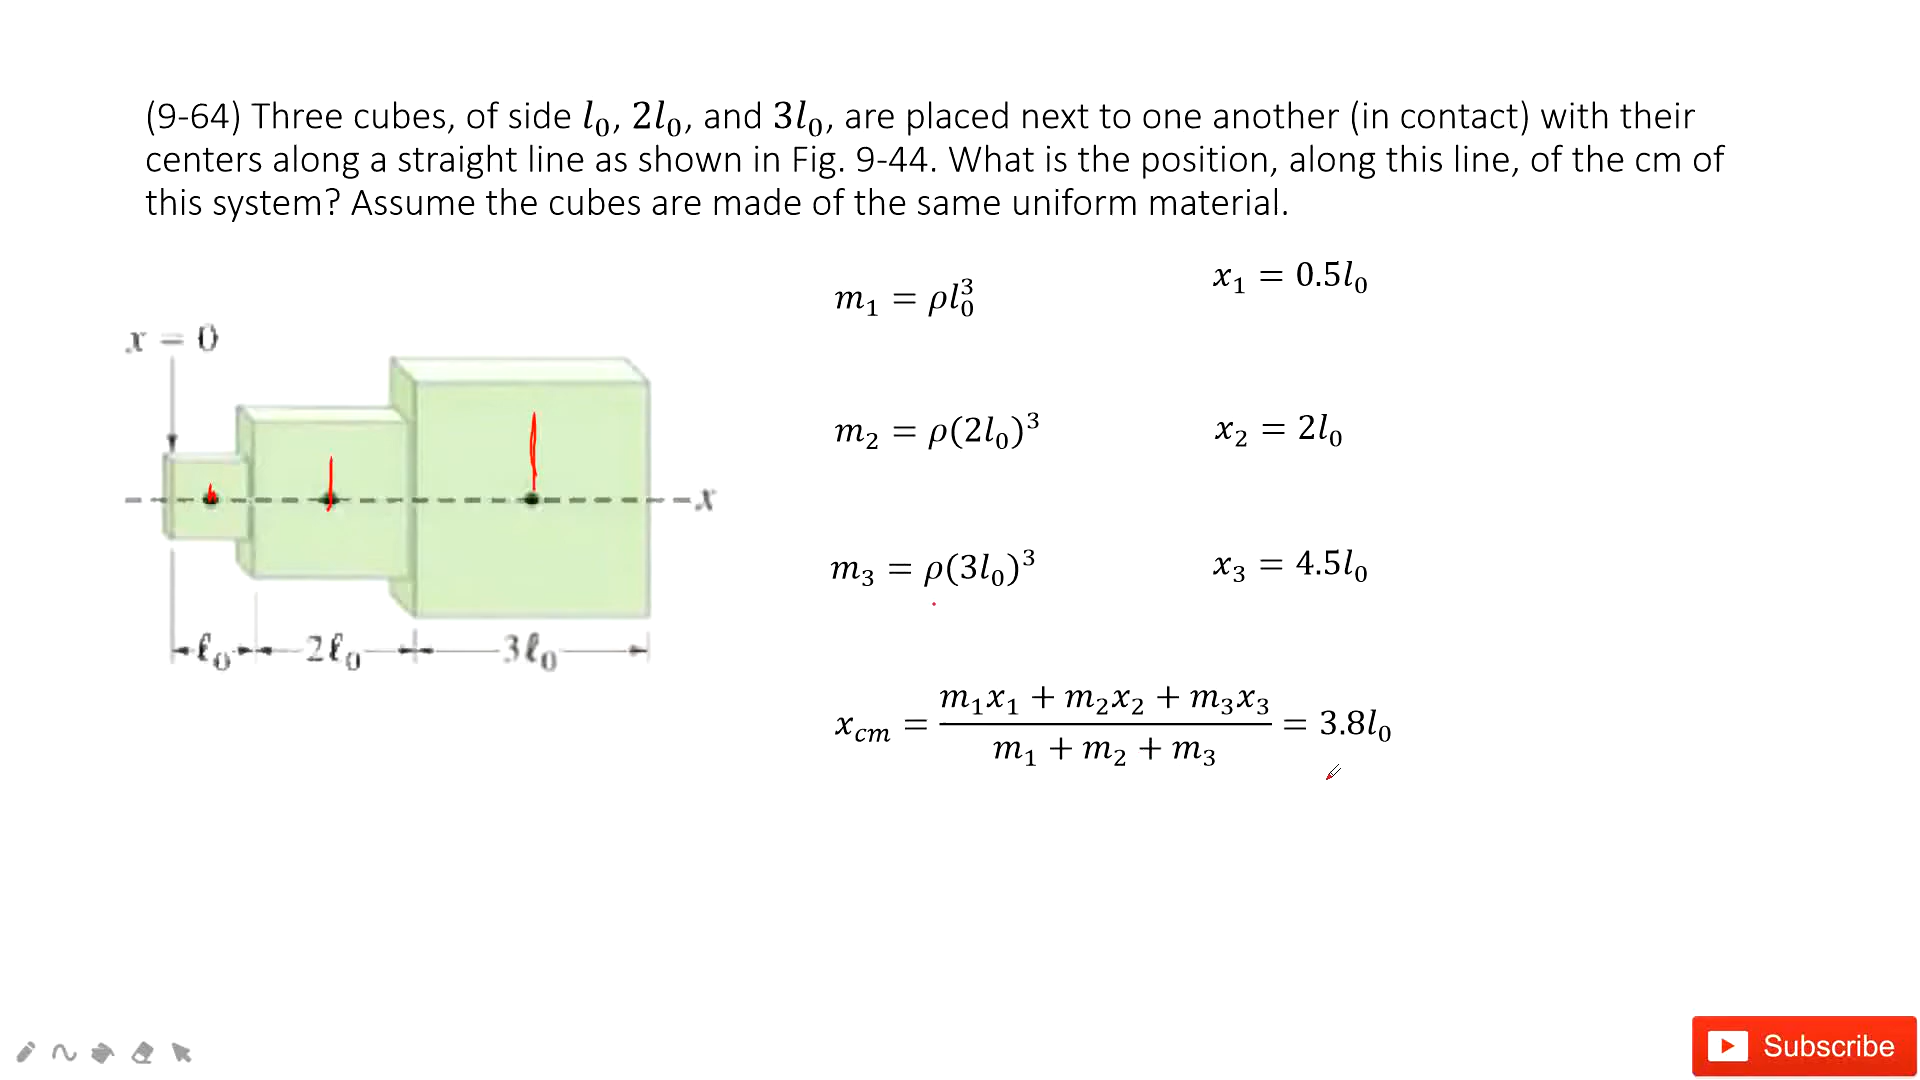 (9-64) Three cubes, of side l₀, 2l₀, and 3l₀, are placed next to one another (in contact) with their
centers along a straight line as shown in Fig. 9-44. What is the position, along this line, of the cm of
this system? Assume the cubes are made of the same uniform material.
x = 0
x
ℓ₀ 2ℓ₀ 3ℓ₀
m₁ = ρl₀³
x₁ = 0.5l₀
m₂ = ρ(2l₀)³
x₂ = 2l₀
m₃ = ρ(3l₀)³
x₃ = 4.5l₀
x_cm = (m₁x₁ + m₂x₂ + m₃x₃)/(m₁ + m₂ + m₃) = 3.8l₀
Subscribe